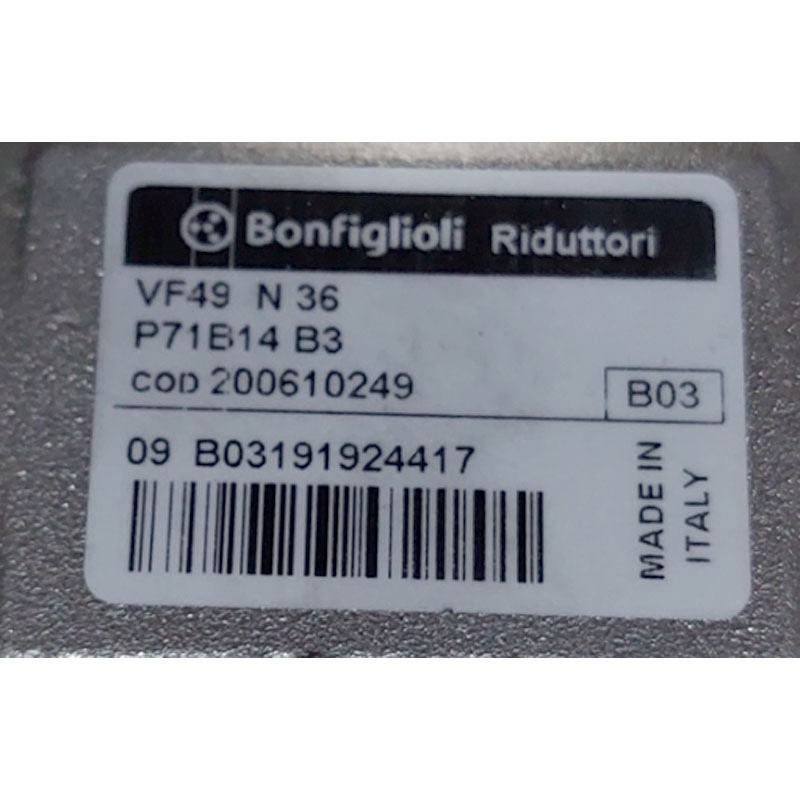 Bonfiglioli Riduttori
VF49 N 36
P71B14 B3
COD 200610249
B03
09 B03191924417
MADE IN
ITALY